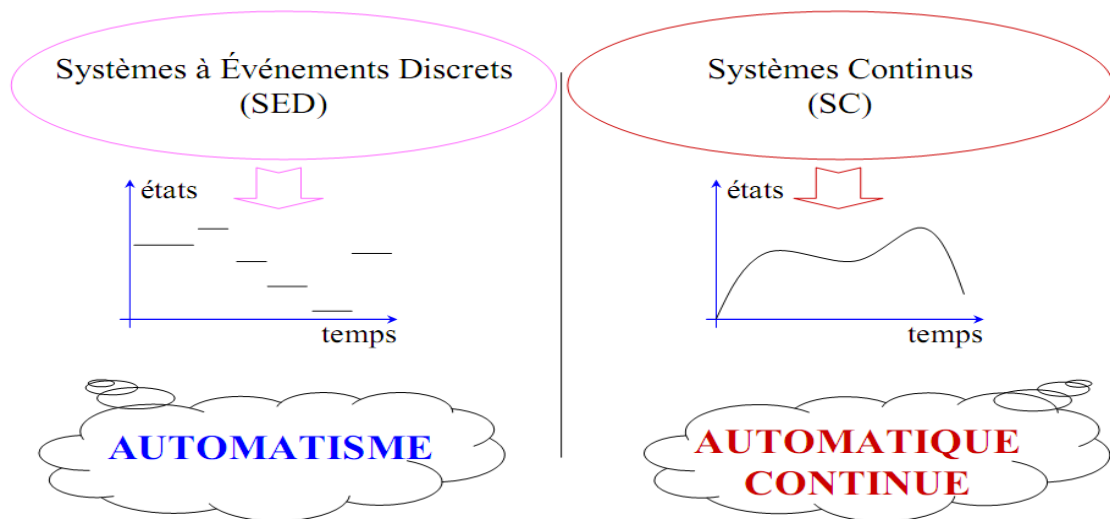 Systèmes à Événements Discrets
(SED)
états
temps
AUTOMATISME
Systèmes Continus
(SC)
états
temps
AUTOMATIQUE
CONTINUE